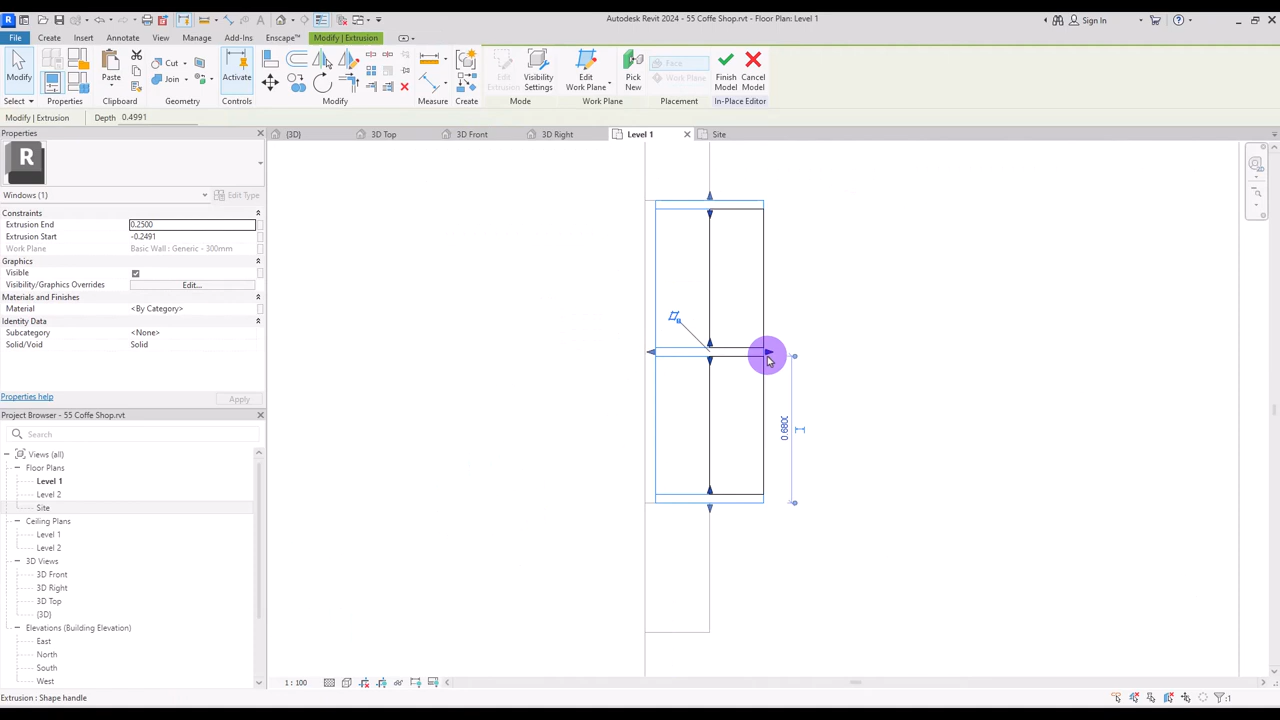 Autodesk Revit 2024 - 55 Coffe Shop.rvt - Floor Plan: Level 1
Sign In
File Create Insert Annotate View Manage Add-Ins Enscape™ Modify | Extrusion
Modify
Paste
Cut
Join
Activate
Edit Extrusion
Visibility Settings
Edit Work Plane
Pick New
Face
Work Plane
Finish Model
Cancel Model
Select Properties Clipboard Geometry Controls Modify Measure Create Mode Work Plane Placement In-Place Editor
Modify | Extrusion Depth 0.4991
Properties
{3D} 3D Top 3D Front 3D Right Level 1 Site
R
Windows (1) Edit Type
Constraints
Extrusion End 0.2500
Extrusion Start -0.2491
Work Plane Basic Wall : Generic - 300mm
Graphics
Visible
Visibility/Graphics Overrides Edit...
Materials and Finishes
Material <By Category>
Identity Data
Subcategory <None>
Solid/Void Solid
Properties help Apply
Project Browser - 55 Coffe Shop.rvt
Search
Views (all)
Floor Plans
Level 1
Level 2
Site
Ceiling Plans
Level 1
Level 2
3D Views
3D Front
3D Right
3D Top
{3D}
Elevations (Building Elevation)
East
North
South
West
0.6800
1 : 100
Extrusion : Shape handle
:1